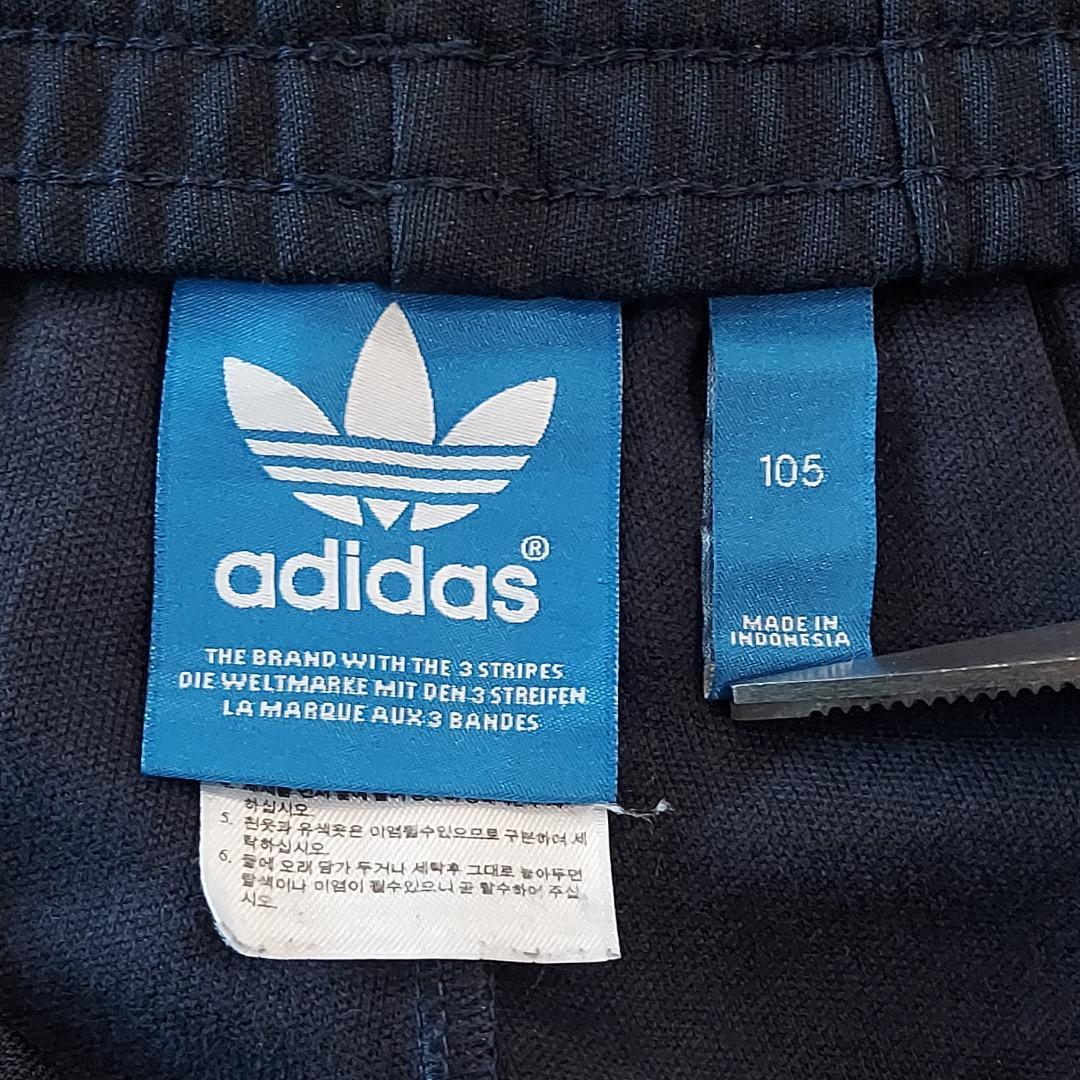 adidas®
THE BRAND WITH THE 3 STRIPES
DIE WELTMARKE MIT DEN 3 STREIFEN
LA MARQUE AUX 3 BANDES
하십시오.
5. 흰옷과 유색옷은 이염될수있으므로 구분하여 세
탁하십시오.
6. 물에 오래 담가 두거나 세탁후 그대로 놓아두면
탈색이나 이염이 될수있으니 곧 탈수하여 주십
시오.
105
MADE IN
INDONESIA